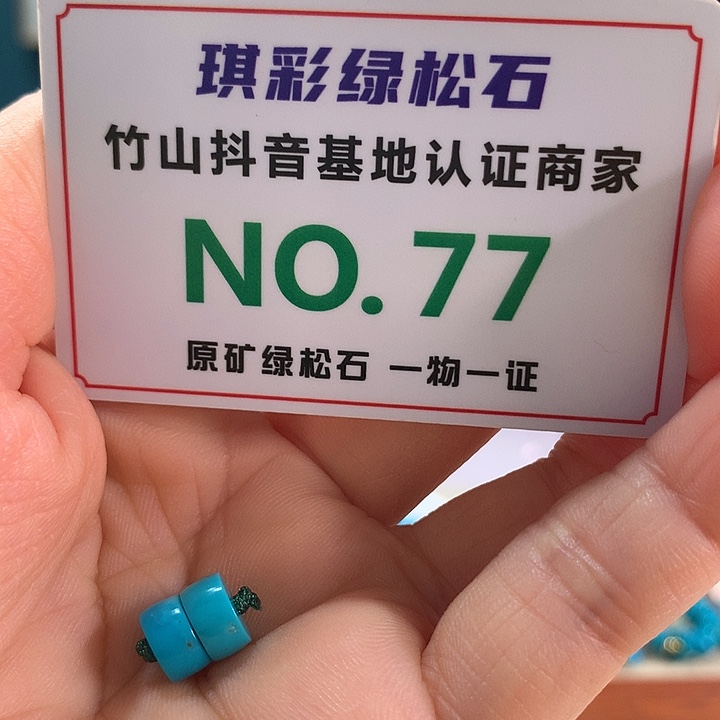 琪彩绿松石
竹山抖音基地认证商家
NO.77
原矿绿松石 一物一证